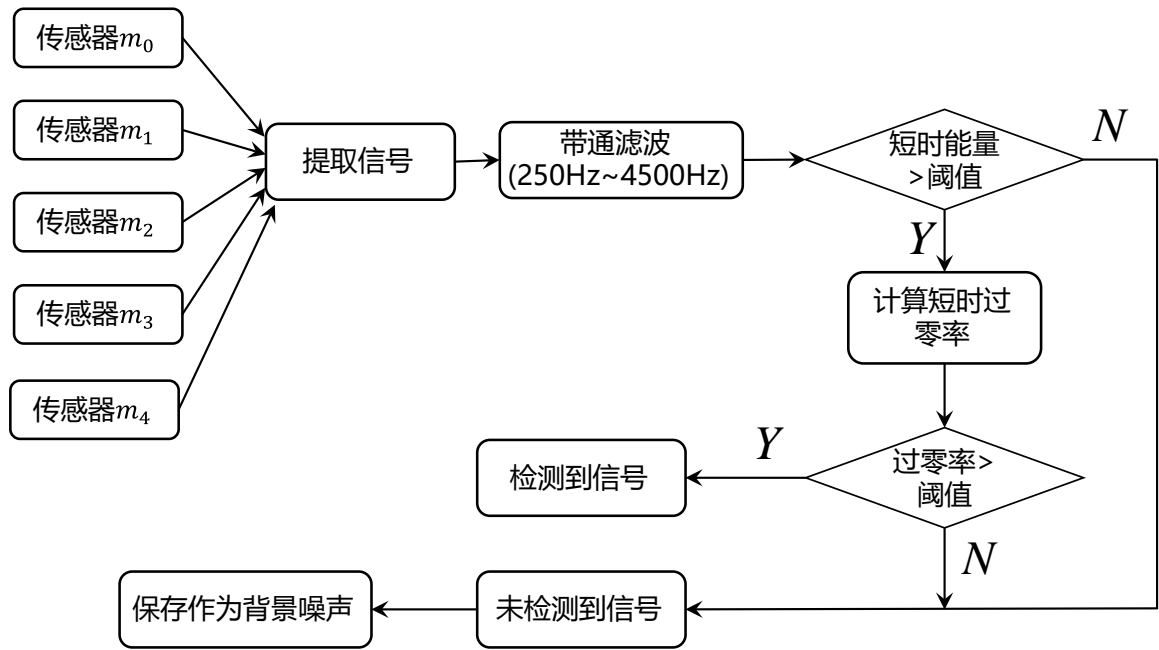 传感器m₀
传感器m₁
传感器m₂
传感器m₃
传感器m₄
提取信号
带通滤波
(250Hz~4500Hz)
短时能量
>阈值
N
Y
计算短时过
零率
过零率>
阈值
Y
检测到信号
N
未检测到信号
保存作为背景噪声